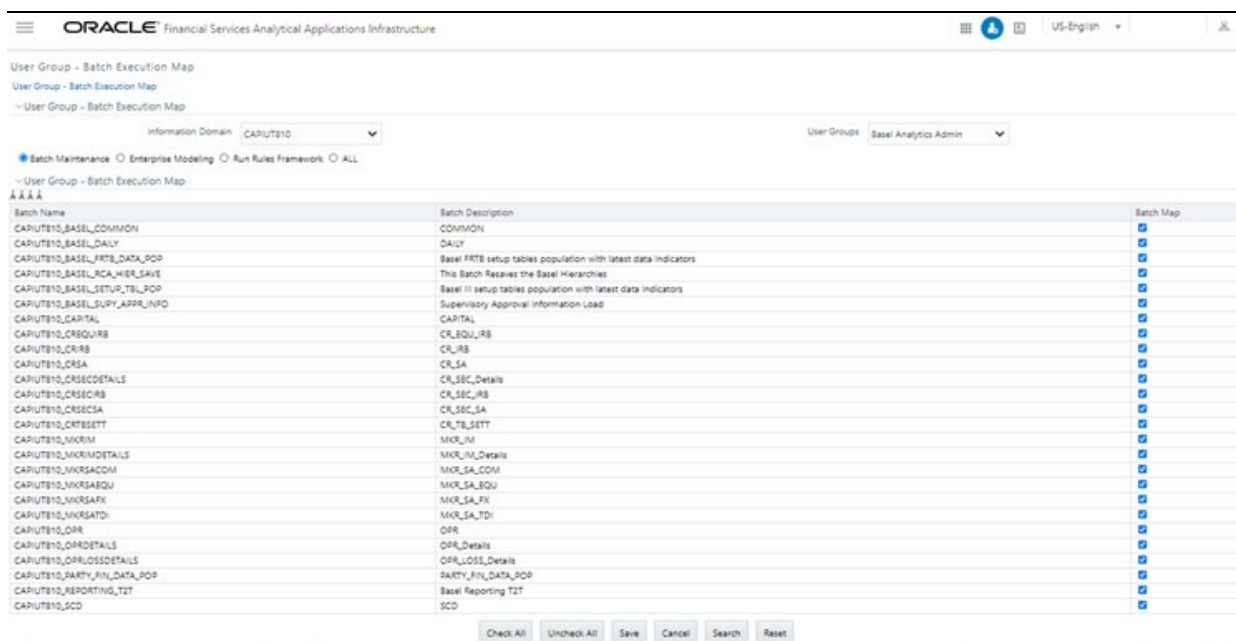 ORACLE Financial Services Analytical Applications Infrastructure US-English
User Group - Batch Execution Map
User Group - Batch Execution Map
User Group - Batch Execution Map
Information Domain CAPIUT810 User Groups Basel Analytics Admin
Batch Maintenance Enterprise Modeling Run Rules Framework ALL
User Group - Batch Execution Map
Â Â Â Â
Batch Name Batch Description Batch Map
CAPIUT810_BASEL_COMMON COMMON
CAPIUT810_BASEL_DAILY DAILY
CAPIUT810_BASEL_FRTB_DATA_POP Basel FRTB setup tables population with latest data indicators
CAPIUT810_BASEL_RCA_HIER_SAVE This Batch Resaves the Basel Hierarchies
CAPIUT810_BASEL_SETUP_TBL_POP Basel III setup tables population with latest data indicators
CAPIUT810_BASEL_SUPY_APPR_INFO Supervisory Approval Information Load
CAPIUT810_CAPITAL CAPITAL
CAPIUT810_CREQUIRB CR_EQU_IRB
CAPIUT810_CRIRB CR_IRB
CAPIUT810_CRSA CR_SA
CAPIUT810_CRSECDETAILS CR_SEC_Details
CAPIUT810_CRSECIRB CR_SEC_IRB
CAPIUT810_CRSECSA CR_SEC_SA
CAPIUT810_CRTBSETT CR_TB_SETT
CAPIUT810_MKRIM MKR_IM
CAPIUT810_MKRIMDETAILS MKR_IM_Details
CAPIUT810_MKRSACOM MKR_SA_COM
CAPIUT810_MKRSAEQU MKR_SA_EQU
CAPIUT810_MKRSAFX MKR_SA_FX
CAPIUT810_MKRSATDI MKR_SA_TDI
CAPIUT810_OPR OPR
CAPIUT810_OPRDETAILS OPR_Details
CAPIUT810_OPRLOSSDETAILS OPR_LOSS_Details
CAPIUT810_PARTY_FIN_DATA_POP PARTY_FIN_DATA_POP
CAPIUT810_REPORTING_T2T Basel Reporting T2T
CAPIUT810_SCD SCD
Check All Uncheck All Save Cancel Search Reset